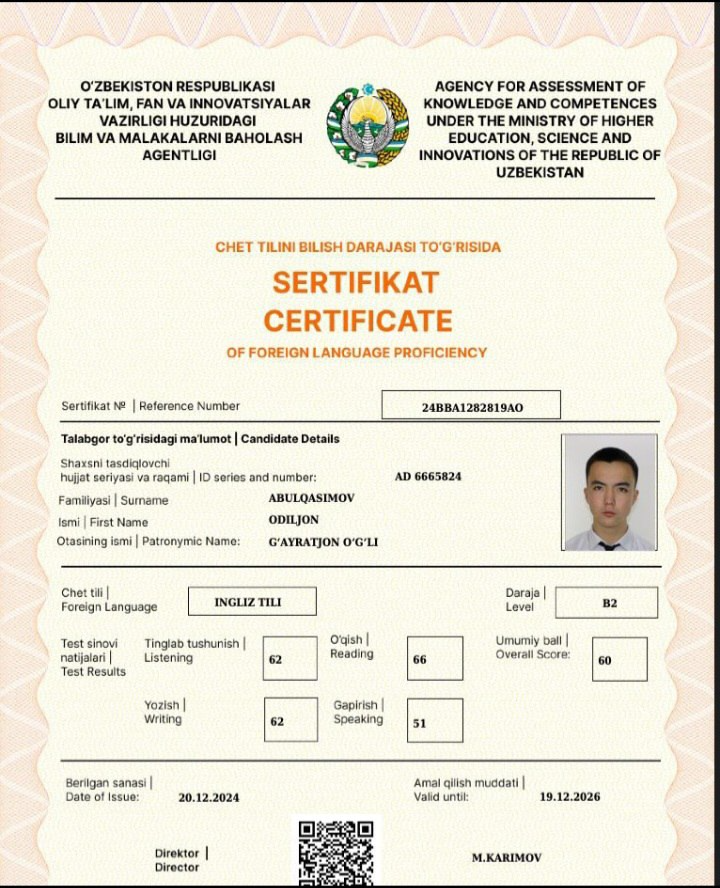 O‘ZBEKISTON RESPUBLIKASI
OLIY TA'LIM, FAN VA INNOVATSIYALAR
VAZIRLIGI HUZURIDAGI
BILIM VA MALAKALARNI BAHOLASH
AGENTLIGI
AGENCY FOR ASSESSMENT OF
KNOWLEDGE AND COMPETENCES
UNDER THE MINISTRY OF HIGHER
EDUCATION, SCIENCE AND
INNOVATIONS OF THE REPUBLIC OF
UZBEKISTAN
CHET TILINI BILISH DARAJASI TO‘G‘RISIDA
SERTIFIKAT
CERTIFICATE
OF FOREIGN LANGUAGE PROFICIENCY
Sertifikat № | Reference Number
24BBA1282819AO
Talabgor to‘g‘risidagi ma'lumot | Candidate Details
Shaxsni tasdiqlovchi
hujjat seriyasi va raqami | ID series and number:
AD 6665824
Familiyasi | Surname
ABULQASIMOV
Ismi | First Name
ODILJON
Otasining ismi | Patronymic Name:
G‘AYRATJON O‘G‘LI
Chet tili |
Foreign Language
INGLIZ TILI
Daraja |
Level
B2
Test sinovi
natijalari |
Test Results
Tinglab tushunish |
Listening
62
O‘qish |
Reading
66
Umumiy ball |
Overall Score:
60
Yozish |
Writing
62
Gapirish |
Speaking
51
Berilgan sanasi |
Date of Issue:
20.12.2024
Amal qilish muddati |
Valid until:
19.12.2026
Direktor |
Director
M.KARIMOV